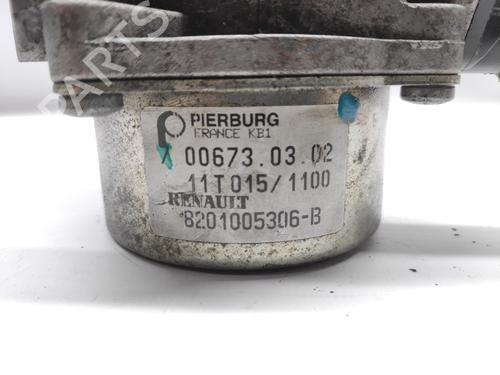 PARTS
PIERBURG
FRANCE KB1
00673.03.02
11T015/1100
RENAULT
8201005306-B